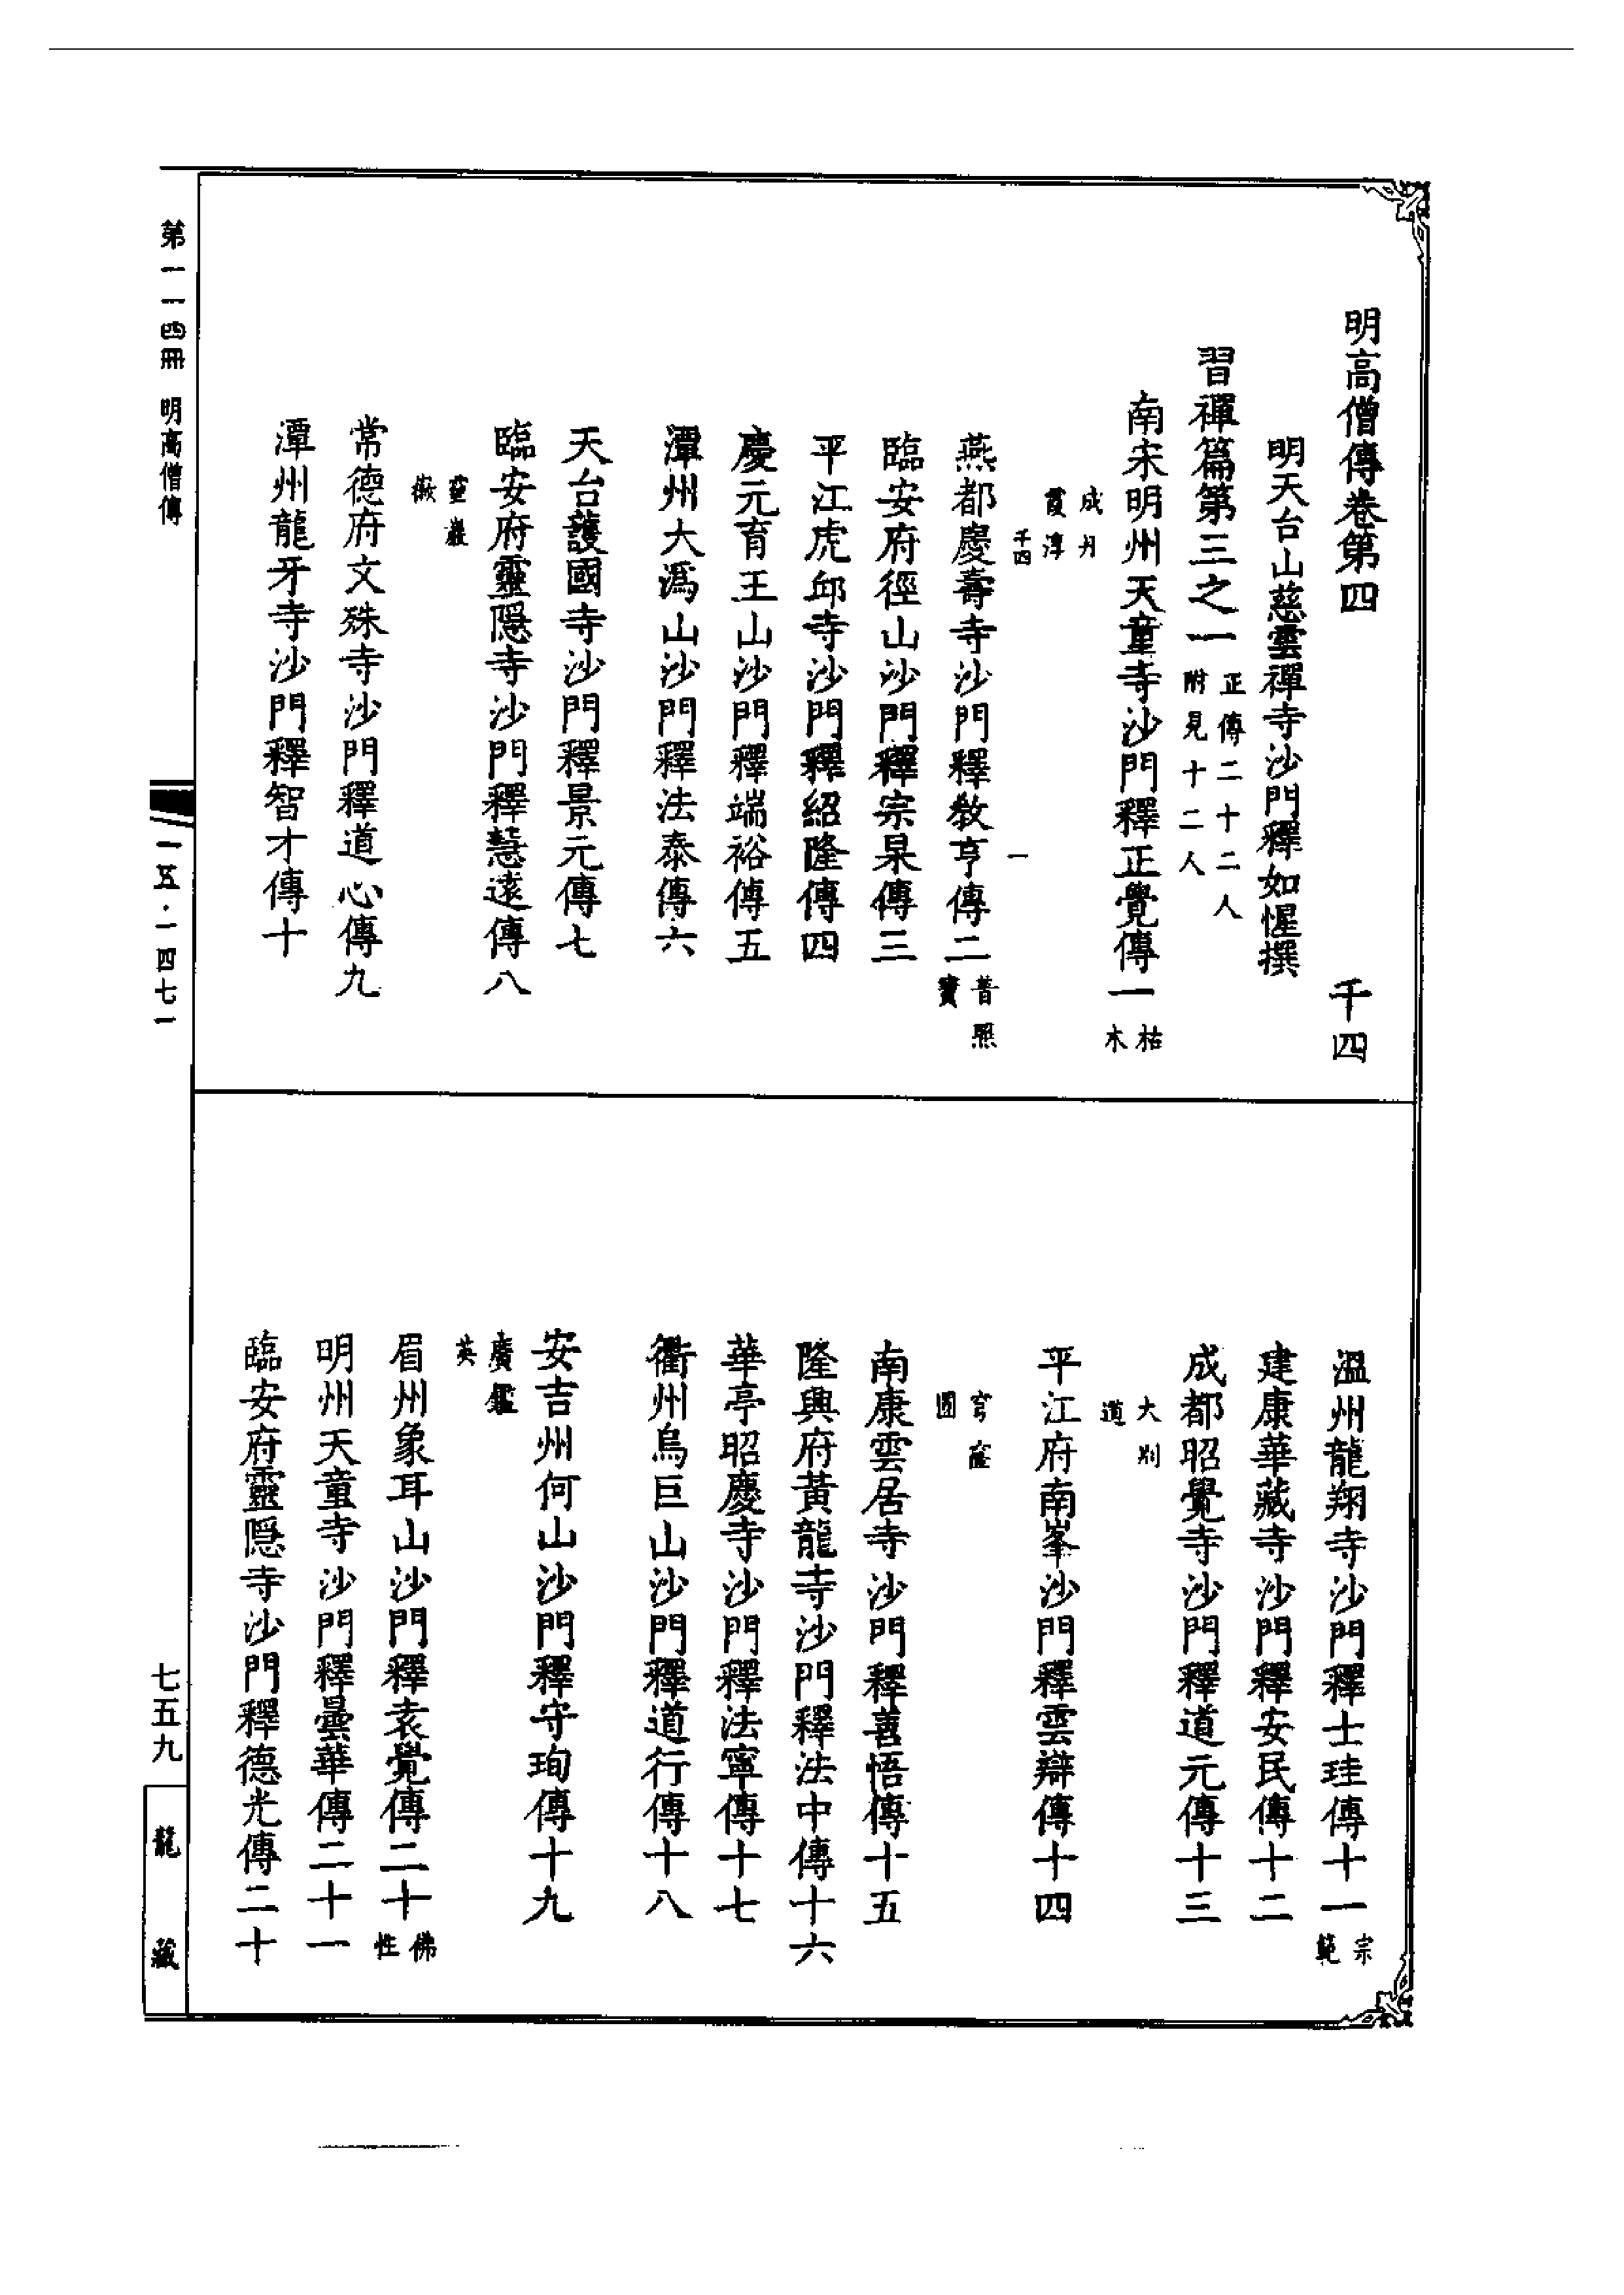 明高僧傳卷第四 千四
明天台山慈雲禪寺沙門釋如惺撰
習禪篇第三之一 正傳二十二人 附見十二人
南宋明州天童寺沙門釋正覺傳一 枯木
成丹霞淳
千四 一
燕都慶壽寺沙門釋教亨傳二 普照寶
臨安府徑山沙門釋宗杲傳三
平江虎邱寺沙門釋紹隆傳四
慶元育王山沙門釋端裕傳五
潭州大溈山沙門釋法泰傳六
天台護國寺沙門釋景元傳七
臨安府靈隱寺沙門釋慧遠傳八
靈巖徽
常德府文殊寺沙門釋道心傳九
潭州龍牙寺沙門釋智才傳十
溫州龍翔寺沙門釋士珪傳十一 宗範
建康華藏寺沙門釋安民傳十二
成都昭覺寺沙門釋道元傳十三
大別道
平江府南峯沙門釋雲辯傳十四
穹窿圓
南康雲居寺沙門釋善悟傳十五
隆興府黃龍寺沙門釋法中傳十六
華亭昭慶寺沙門釋法寧傳十七
衢州烏巨山沙門釋道行傳十八
安吉州何山沙門釋守珣傳十九
廣鑑英
眉州象耳山沙門釋袁覺傳二十 佛性
明州天童寺沙門釋曇華傳二十一
臨安府靈隱寺沙門釋德光傳二十
第一一四冊 明高僧傳
一五·一四七一
七五九
龍藏